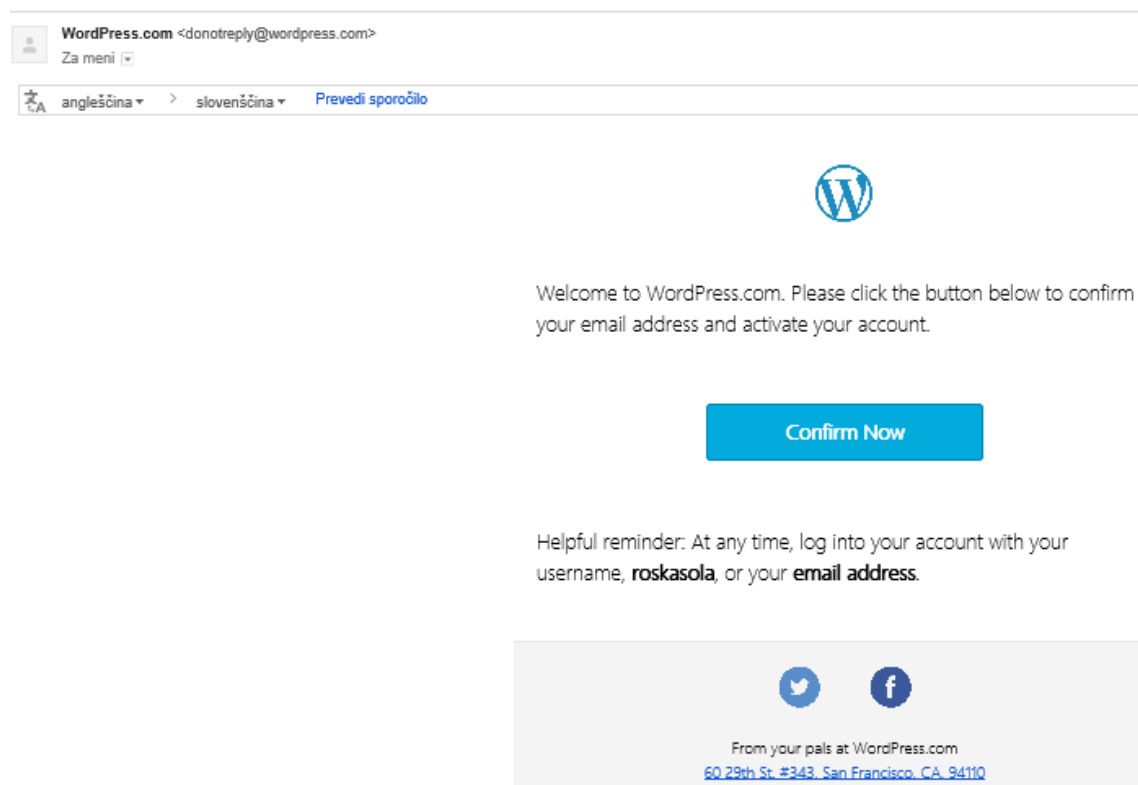 WordPress.com <donotreply@wordpress.com>
Za meni
angleščina > slovenščina Prevedi sporočilo
W
Welcome to WordPress.com. Please click the button below to confirm
your email address and activate your account.
Confirm Now
Helpful reminder: At any time, log into your account with your
username, roskasola, or your email address.
From your pals at WordPress.com
60 29th St. #343, San Francisco, CA 94110